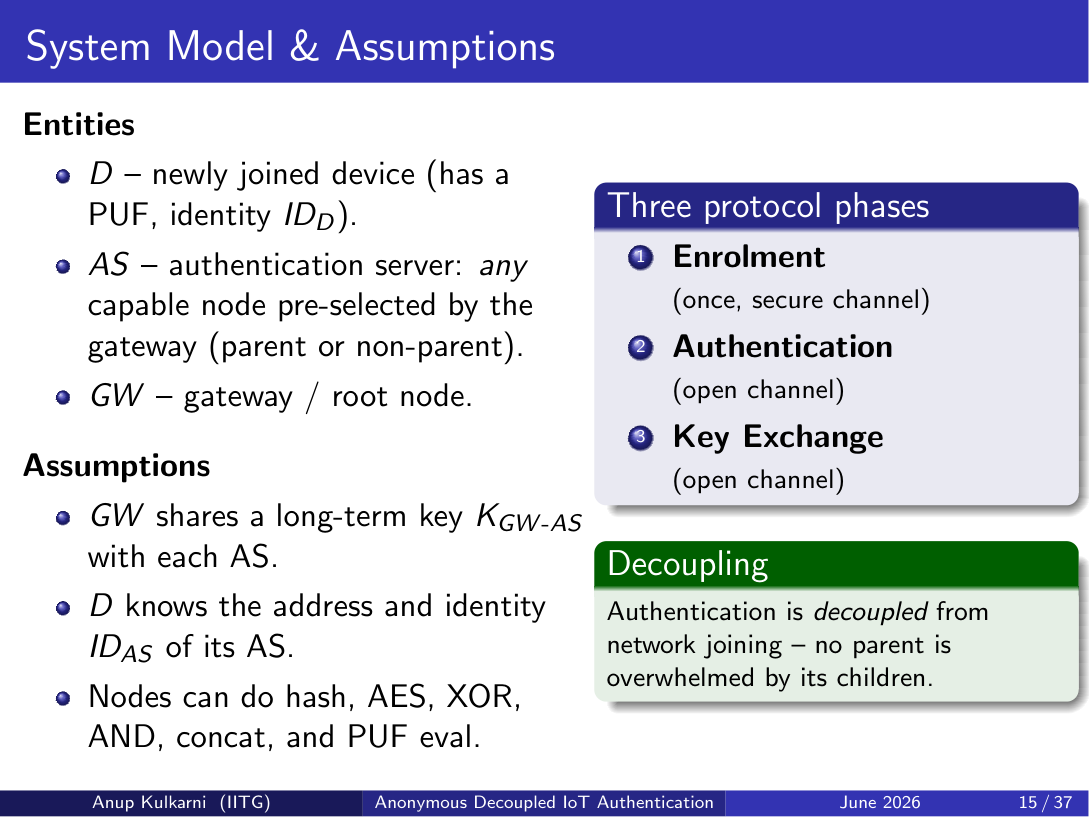 System Model & Assumptions
Entities
D – newly joined device (has a
PUF, identity ID_D).
AS – authentication server: any
capable node pre-selected by the
gateway (parent or non-parent).
GW – gateway / root node.
Assumptions
GW shares a long-term key K_GW-AS
with each AS.
D knows the address and identity
ID_AS of its AS.
Nodes can do hash, AES, XOR,
AND, concat, and PUF eval.
Three protocol phases
1 Enrolment
(once, secure channel)
2 Authentication
(open channel)
3 Key Exchange
(open channel)
Decoupling
Authentication is decoupled from
network joining – no parent is
overwhelmed by its children.
Anup Kulkarni (IITG) Anonymous Decoupled IoT Authentication June 2026 15 / 37